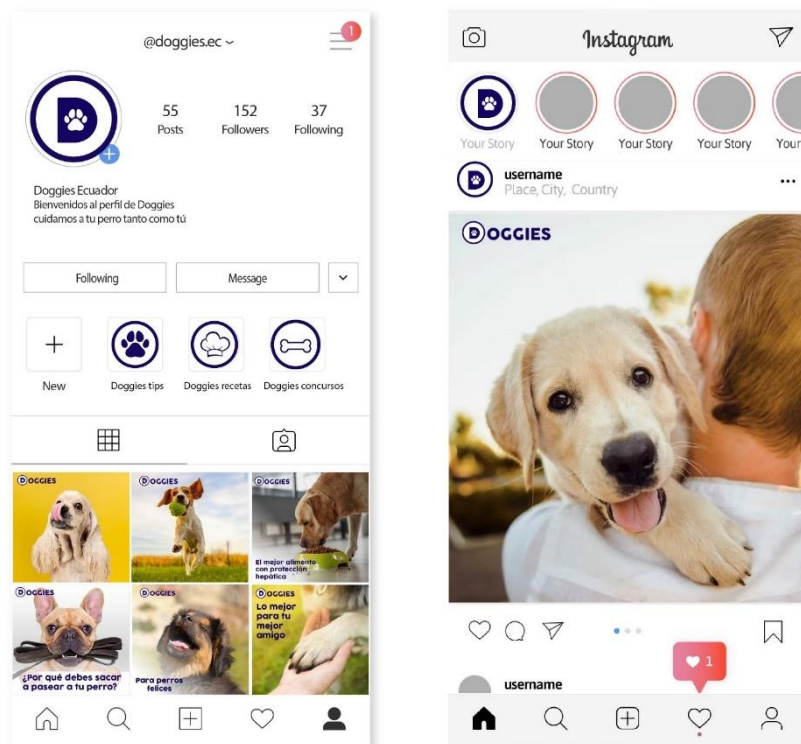 @doggies.ec
1
D
55
152
37
Posts
Followers
Following
Doggies Ecuador
Bienvenidos al perfil de Doggies
cuidamos a tu perro tanto como tú
Following
Message
New
Doggies tips
Doggies recetas
Doggies concursos
DOGGIES
DOGGIES
DOGGIES
El mejor alimento
con protección
hepática
DOGGIES
¿Por qué debes sacar
a pasear a tu perro?
DOGGIES
Para perros
felices
DOGGIES
Lo mejor
para tu
mejor
amigo
Instagram
D
Your Story
Your Story
Your Story
Your Story
Your
D
username
Place, City, Country
DOGGIES
1
username